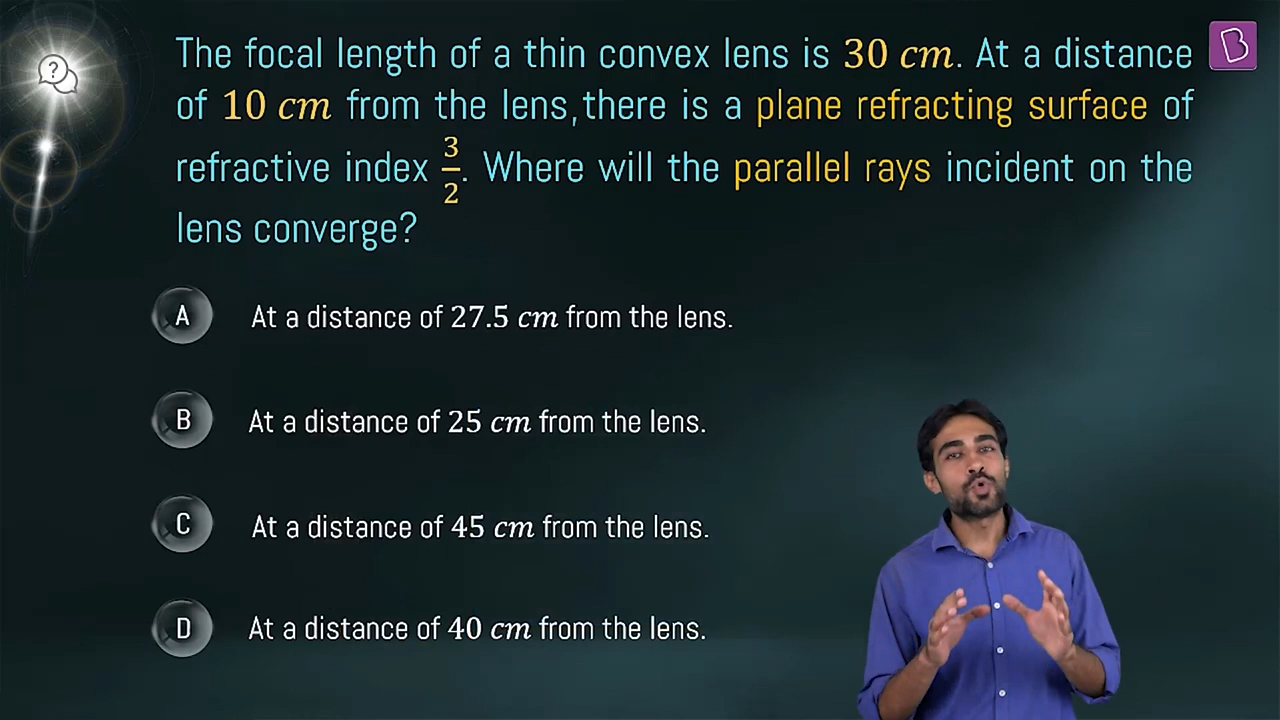 The focal length of a thin convex lens is 30 cm. At a distance
of 10 cm from the lens,there is a plane refracting surface of
refractive index 3/2. Where will the parallel rays incident on the
lens converge?
A At a distance of 27.5 cm from the lens.
B At a distance of 25 cm from the lens.
C At a distance of 45 cm from the lens.
D At a distance of 40 cm from the lens.
?
B